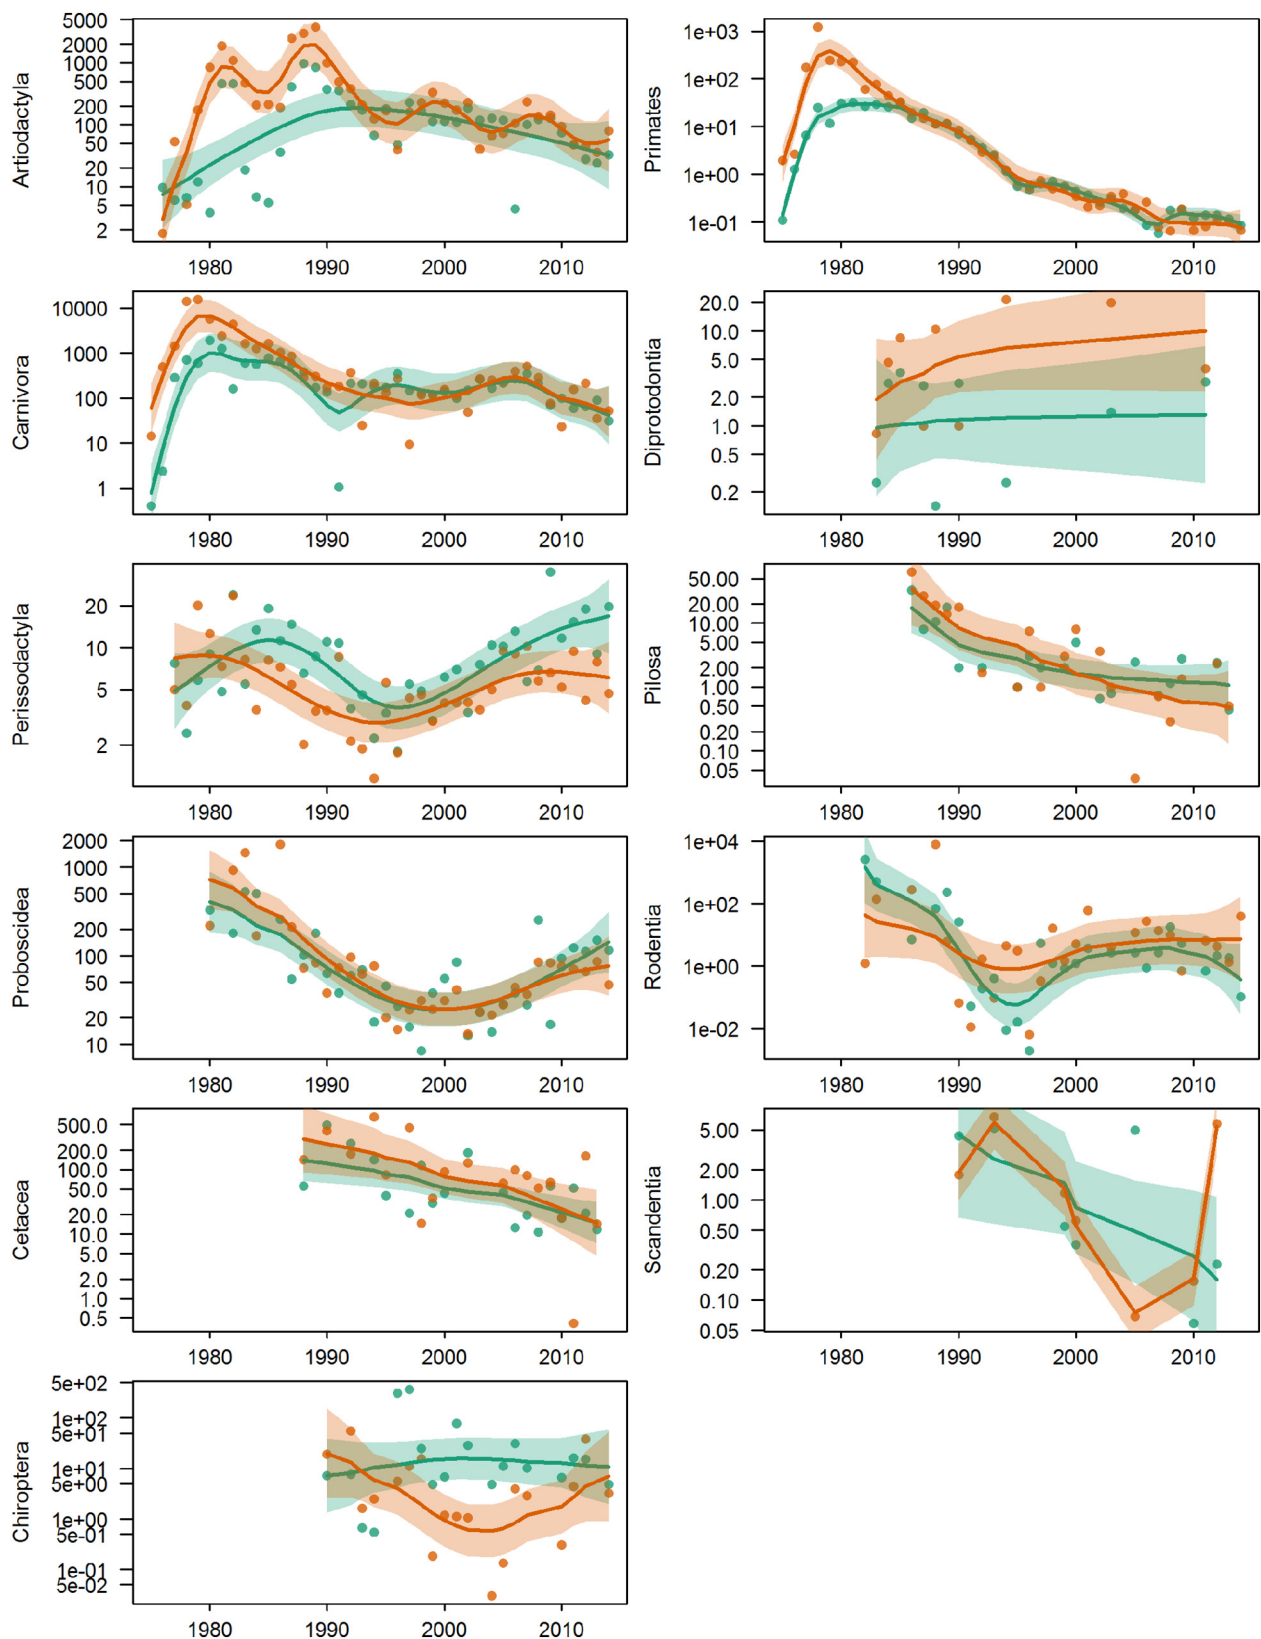 Artiodactyla
5000
2000
1000
500
200
100
50
20
10
5
2
1980 1990 2000 2010
Primates
1e+03
1e+02
1e+01
1e+00
1e-01
1980 1990 2000 2010
Carnivora
10000
1000
100
10
1
1980 1990 2000 2010
Diprotodontia
20.0
10.0
5.0
2.0
1.0
0.5
0.2
1980 1990 2000 2010
Perissodactyla
20
10
5
2
1980 1990 2000 2010
Pilosa
50.00
20.00
10.00
5.00
2.00
1.00
0.50
0.20
0.10
0.05
1980 1990 2000 2010
Proboscidea
2000
1000
500
200
100
50
20
10
1980 1990 2000 2010
Rodentia
1e+04
1e+02
1e+00
1e-02
1980 1990 2000 2010
Cetacea
500.0
200.0
100.0
50.0
20.0
10.0
5.0
2.0
1.0
0.5
1980 1990 2000 2010
Scandentia
5.00
2.00
1.00
0.50
0.20
0.10
0.05
1980 1990 2000 2010
Chiroptera
5e+02
1e+02
5e+01
1e+01
5e+00
1e+00
5e-01
1e-01
5e-02
1980 1990 2000 2010